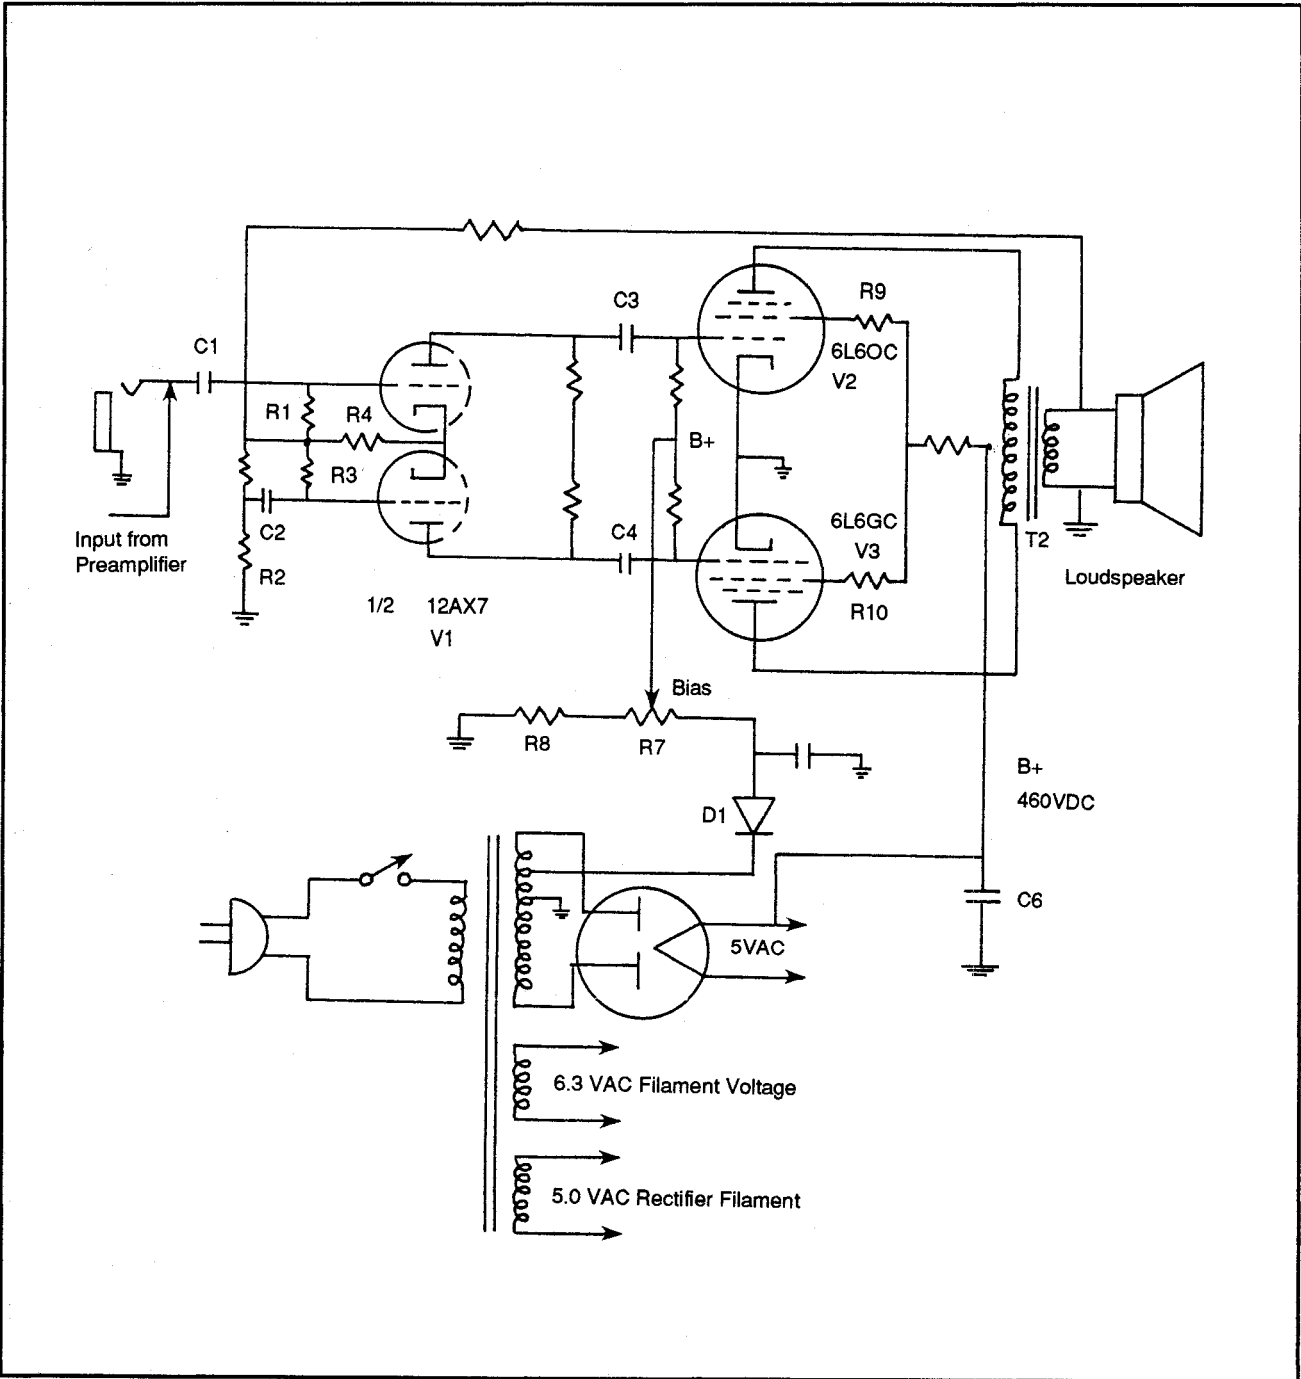 C3
R9
C1
6L6OC
V2
R1
R4
B+
R3
6L6GC
V3
C2
C4
T2
Input from
Preamplifier
R2
Loudspeaker
R10
1/2 12AX7
V1
Bias
R8
R7
B+
460VDC
D1
C6
5VAC
6.3 VAC Filament Voltage
5.0 VAC Rectifier Filament